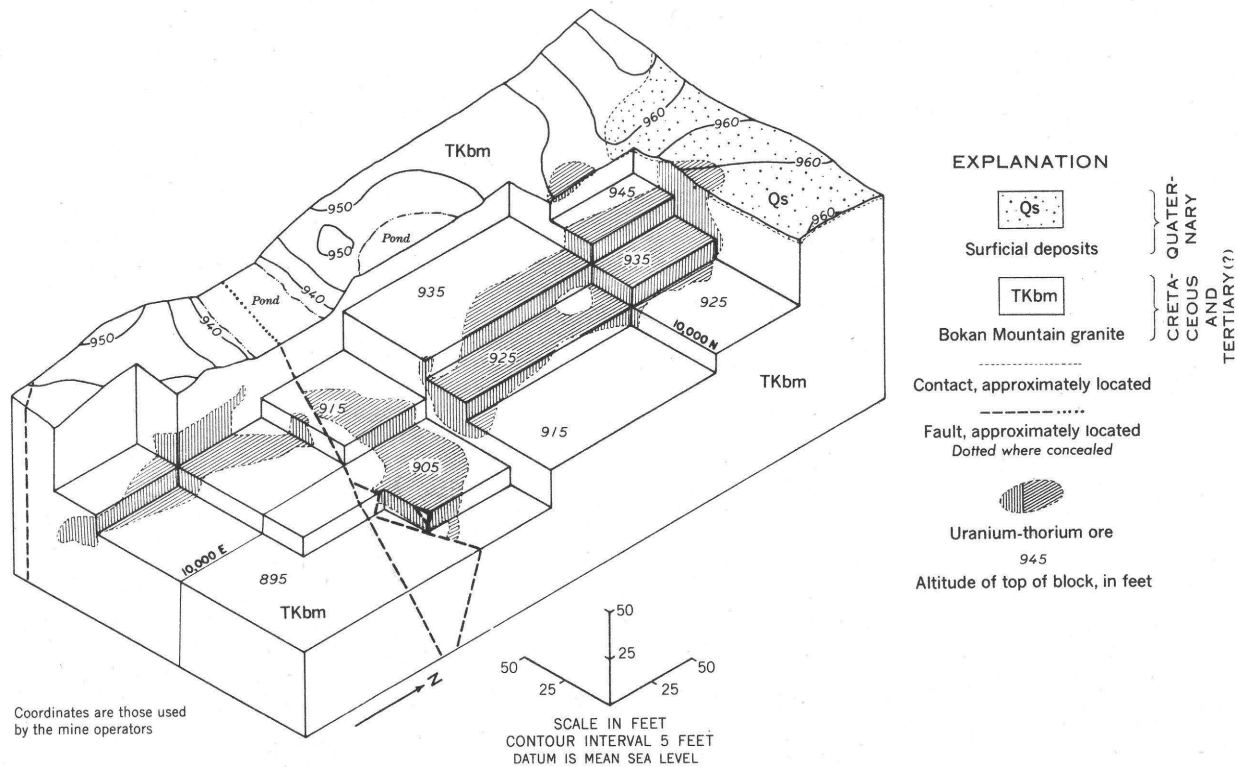 960
960
960
960
TKbm
Qs
950
950
945
Pond
935
935
925
940
Pond
940
950
10,000 N
925
TKbm
915
915
905
10,000 E
895
TKbm
N
50
25
50
25
25
50
SCALE IN FEET
CONTOUR INTERVAL 5 FEET
DATUM IS MEAN SEA LEVEL
Coordinates are those used
by the mine operators
EXPLANATION
Qs
Surficial deposits
QUATER-
NARY
TKbm
Bokan Mountain granite
CRETA-
CEOUS
AND
TERTIARY(?)
Contact, approximately located
Fault, approximately located
Dotted where concealed
Uranium-thorium ore
945
Altitude of top of block, in feet